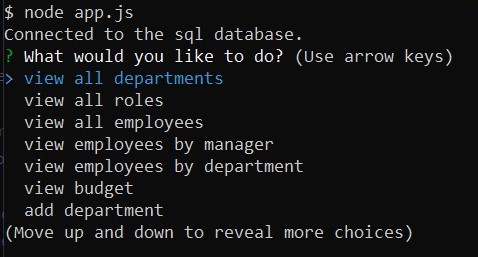 $ node app.js
Connected to the sql database.
? What would you like to do? (Use arrow keys)
> view all departments
view all roles
view all employees
view employees by manager
view employees by department
view budget
add department
(Move up and down to reveal more choices)